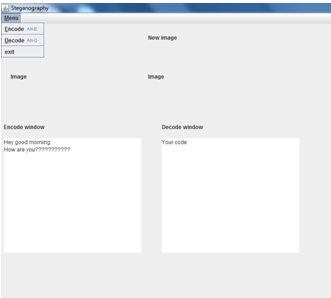 Steganography
Menu
Encode Alt-E
Decode Alt-D
exit
New image
Image
Image
Encode window
Decode window
Hey good morning.
How are you???????????
Your code